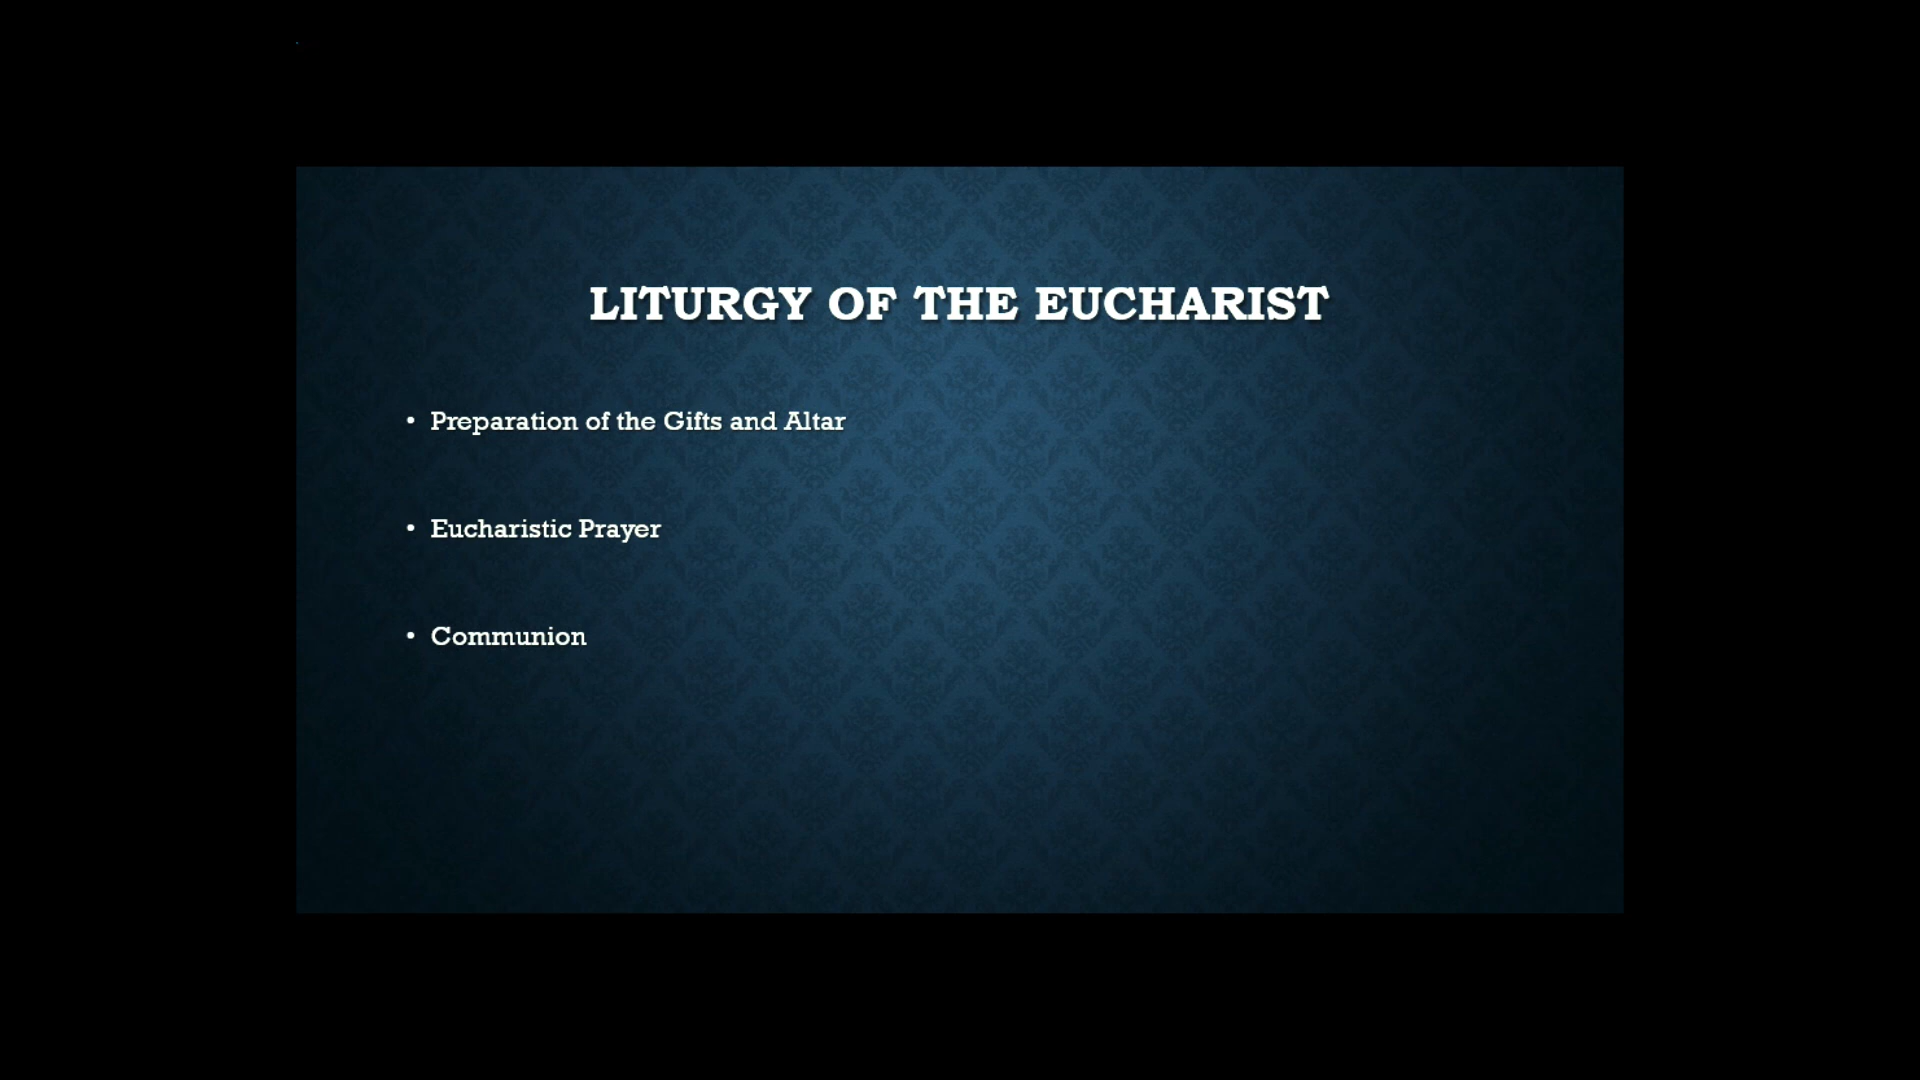 LITURGY OF THE EUCHARIST
• Preparation of the Gifts and Altar
• Eucharistic Prayer
• Communion